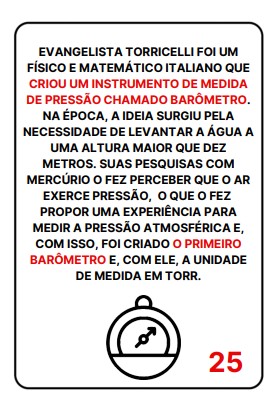 EVANGELISTA TORRICELLI FOI UM
FÍSICO E MATEMÁTICO ITALIANO QUE
CRIOU UM INSTRUMENTO DE MEDIDA
DE PRESSÃO CHAMADO BARÔMETRO.
NA ÉPOCA, A IDEIA SURGIU PELA
NECESSIDADE DE LEVANTAR A ÁGUA A
UMA ALTURA MAIOR QUE DEZ
METROS. SUAS PESQUISAS COM
MERCÚRIO O FEZ PERCEBER QUE O AR
EXERCE PRESSÃO, O QUE O FEZ
PROPOR UMA EXPERIÊNCIA PARA
MEDIR A PRESSÃO ATMOSFÉRICA E,
COM ISSO, FOI CRIADO O PRIMEIRO
BARÔMETRO E, COM ELE, A UNIDADE
DE MEDIDA EM TORR.
25